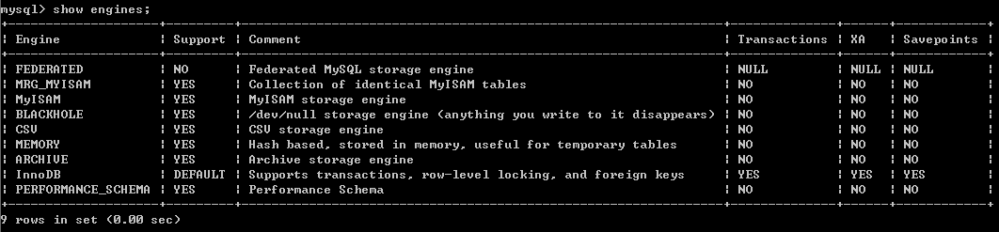 mysql> show engines;
+--------------------+---------+----------------------------------------------------------------+--------------+------+------------+
¦ Engine             ¦ Support ¦ Comment                                                        ¦ Transactions ¦ XA   ¦ Savepoints ¦
+--------------------+---------+----------------------------------------------------------------+--------------+------+------------+
¦ FEDERATED          ¦ NO      ¦ Federated MySQL storage engine                                 ¦ NULL         ¦ NULL ¦ NULL       ¦
¦ MRG_MYISAM         ¦ YES     ¦ Collection of identical MyISAM tables                          ¦ NO           ¦ NO   ¦ NO         ¦
¦ MyISAM             ¦ YES     ¦ MyISAM storage engine                                          ¦ NO           ¦ NO   ¦ NO         ¦
¦ BLACKHOLE          ¦ YES     ¦ /dev/null storage engine (anything you write to it disappears) ¦ NO           ¦ NO   ¦ NO         ¦
¦ CSV                ¦ YES     ¦ CSV storage engine                                             ¦ NO           ¦ NO   ¦ NO         ¦
¦ MEMORY             ¦ YES     ¦ Hash based, stored in memory, useful for temporary tables      ¦ NO           ¦ NO   ¦ NO         ¦
¦ ARCHIVE            ¦ YES     ¦ Archive storage engine                                         ¦ NO           ¦ NO   ¦ NO         ¦
¦ InnoDB             ¦ DEFAULT ¦ Supports transactions, row-level locking, and foreign keys     ¦ YES          ¦ YES  ¦ YES        ¦
¦ PERFORMANCE_SCHEMA ¦ YES     ¦ Performance Schema                                             ¦ NO           ¦ NO   ¦ NO         ¦
+--------------------+---------+----------------------------------------------------------------+--------------+------+------------+
9 rows in set (0.00 sec)